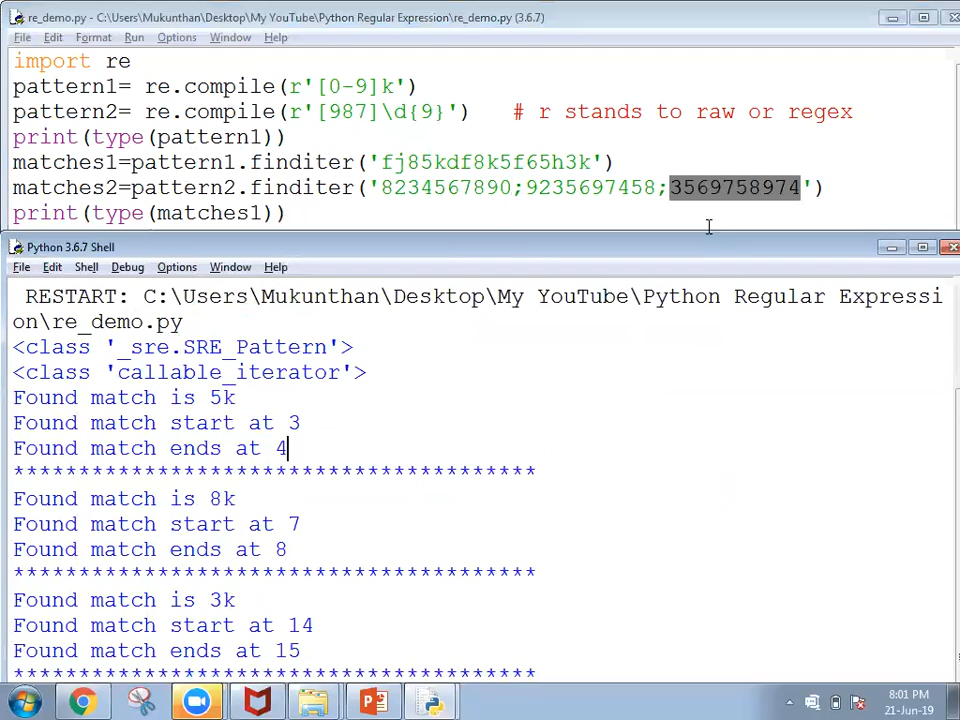 re_demo.py - C:\Users\Mukunthan\Desktop\My YouTube\Python Regular Expression\re_demo.py (3.6.7)
File Edit Format Run Options Window Help
import re
pattern1= re.compile(r'[0-9]k')
pattern2= re.compile(r'[987]\d{9}') # r stands to raw or regex
print(type(pattern1))
matches1=pattern1.finditer('fj85kdf8k5f65h3k')
matches2=pattern2.finditer('8234567890;9235697458;3569758974')
print(type(matches1))
Python 3.6.7 Shell
File Edit Shell Debug Options Window Help
RESTART: C:\Users\Mukunthan\Desktop\My YouTube\Python Regular Expressi
on\re_demo.py
<class '_sre.SRE_Pattern'>
<class 'callable_iterator'>
Found match is 5k
Found match start at 3
Found match ends at 4
****************************************
Found match is 8k
Found match start at 7
Found match ends at 8
****************************************
Found match is 3k
Found match start at 14
Found match ends at 15
****************************************
8:01 PM
21-Jun-19